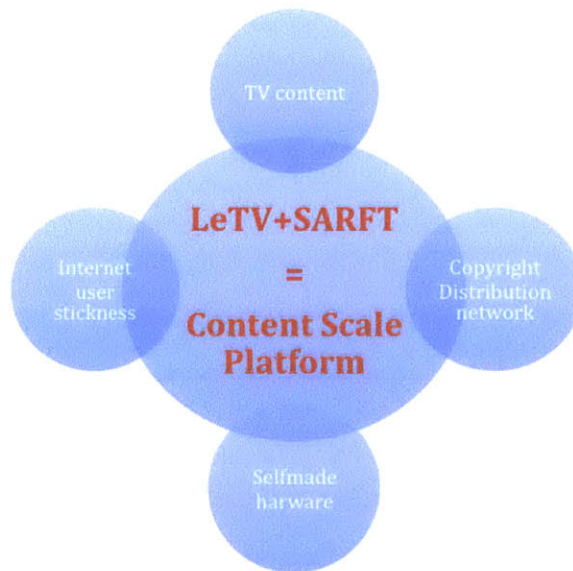 TV content
LeTV+SARFT
=
Content Scale
Platform
Internet
user
stickness
Copyright
Distribution
network
Selfmade
harware